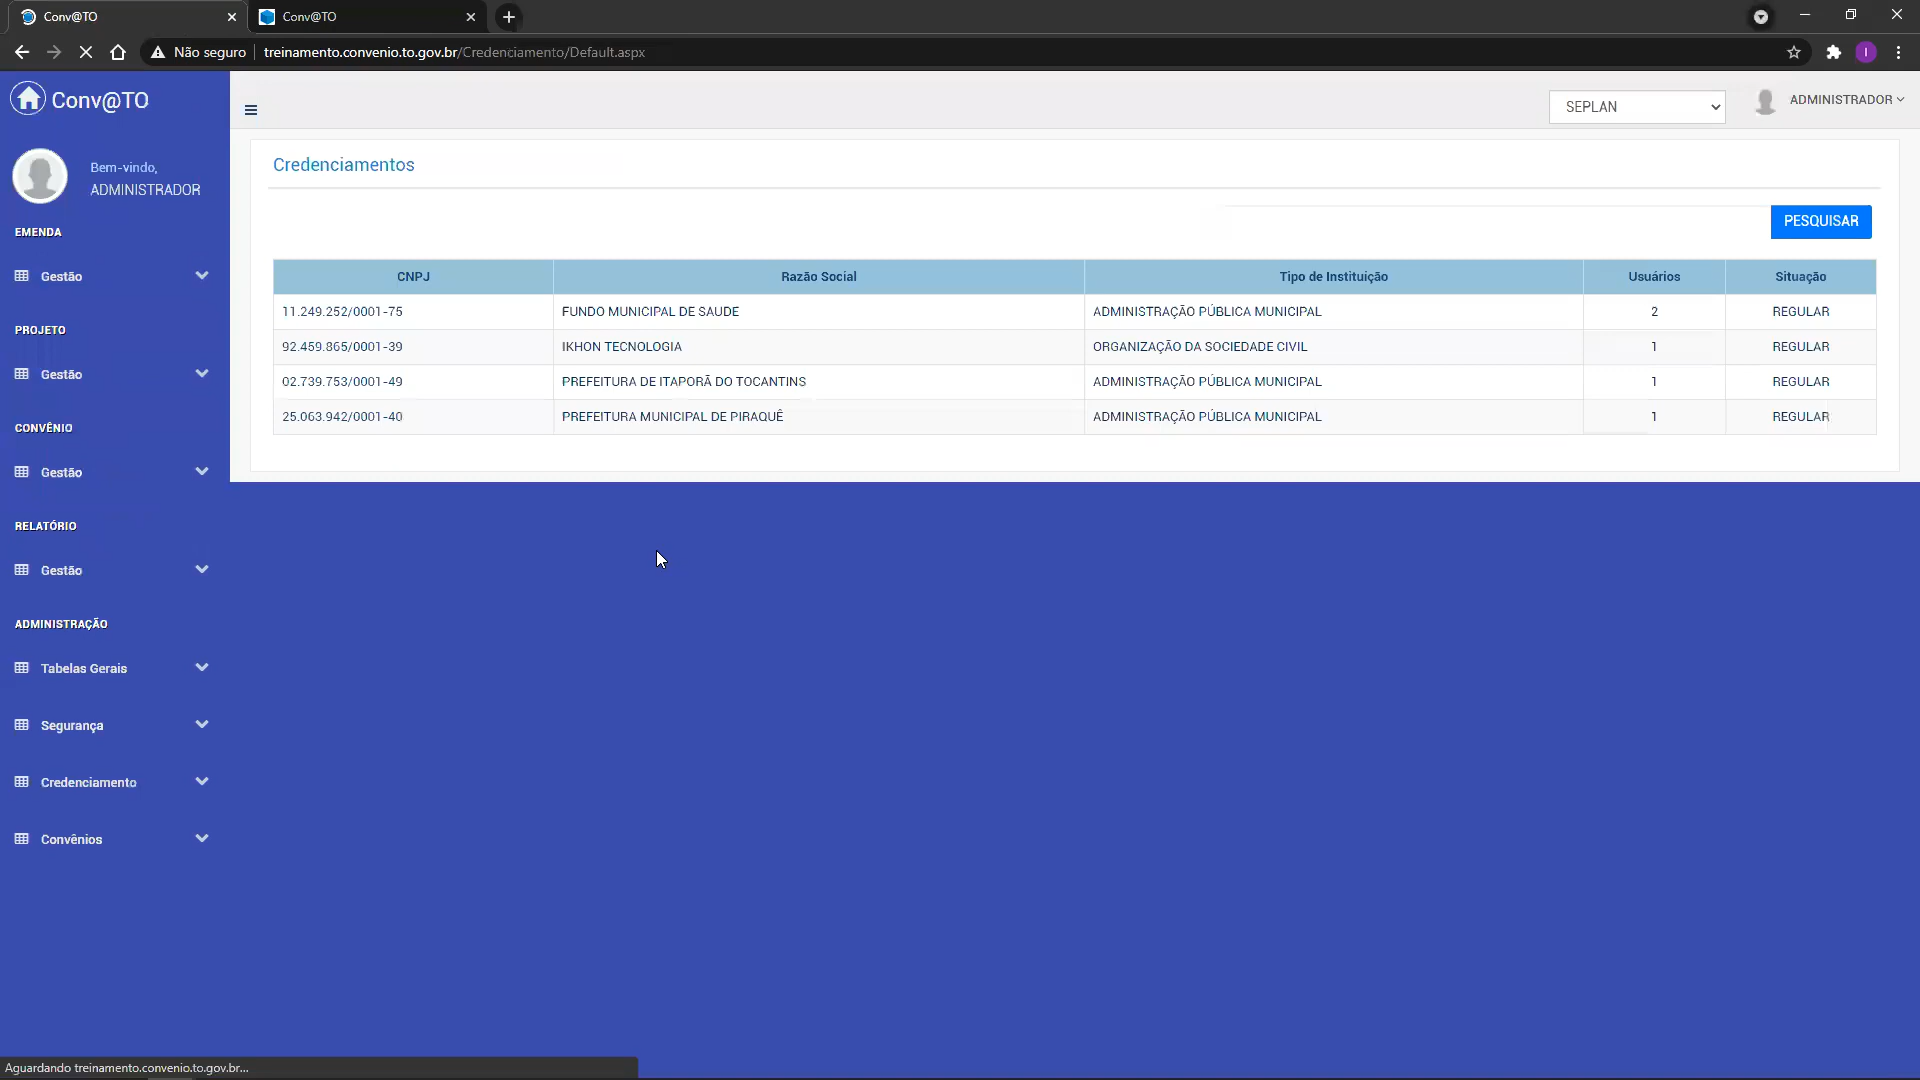 Conv@TO
Conv@TO
Não seguro treinamento.convenio.to.gov.br/Credenciamento/Default.aspx
I
Conv@TO
SEPLAN
ADMINISTRADOR
Bem-vindo,
ADMINISTRADOR
EMENDA
Gestão
PROJETO
Gestão
CONVÊNIO
Gestão
RELATÓRIO
Gestão
ADMINISTRAÇÃO
Tabelas Gerais
Segurança
Credenciamento
Convênios
Credenciamentos
PESQUISAR
CNPJ Razão Social Tipo de Instituição Usuários Situação
11.249.252/0001-75 FUNDO MUNICIPAL DE SAUDE ADMINISTRAÇÃO PÚBLICA MUNICIPAL 2 REGULAR
92.459.865/0001-39 IKHON TECNOLOGIA ORGANIZAÇÃO DA SOCIEDADE CIVIL 1 REGULAR
02.739.753/0001-49 PREFEITURA DE ITAPORÃ DO TOCANTINS ADMINISTRAÇÃO PÚBLICA MUNICIPAL 1 REGULAR
25.063.942/0001-40 PREFEITURA MUNICIPAL DE PIRAQUÊ ADMINISTRAÇÃO PÚBLICA MUNICIPAL 1 REGULAR
Aguardando treinamento.convenio.to.gov.br...